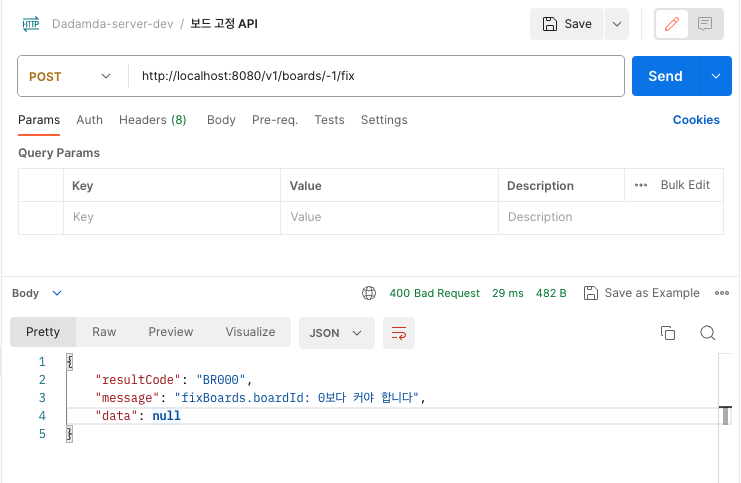 HTTP Dadamda-server-dev / 보드 고정 API Save
POST http://localhost:8080/v1/boards/-1/fix Send
Params Auth Headers (8) Body Pre-req. Tests Settings Cookies
Query Params
Key Value Description ••• Bulk Edit
Key Value Description
Body 400 Bad Request 29 ms 482 B Save as Example •••
Pretty Raw Preview Visualize JSON
1 {
2 "resultCode": "BR000",
3 "message": "fixBoards.boardId: 0보다 커야 합니다",
4 "data": null
5 }